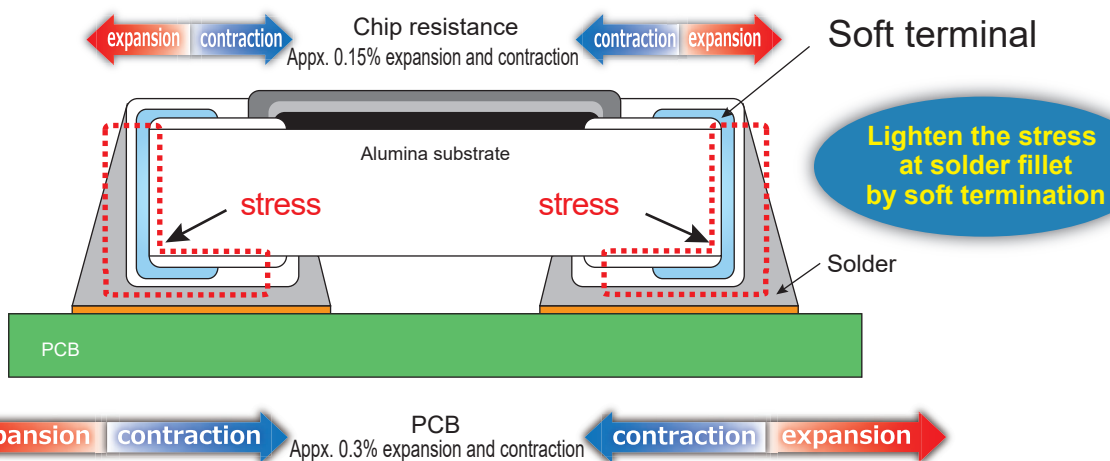 expansion contraction
Chip resistance
Appx. 0.15% expansion and contraction
contraction expansion
Soft terminal
Alumina substrate
Lighten the stress
at solder fillet
by soft termination
stress
stress
Solder
PCB
pansion contraction
PCB
Appx. 0.3% expansion and contraction
contraction expansion